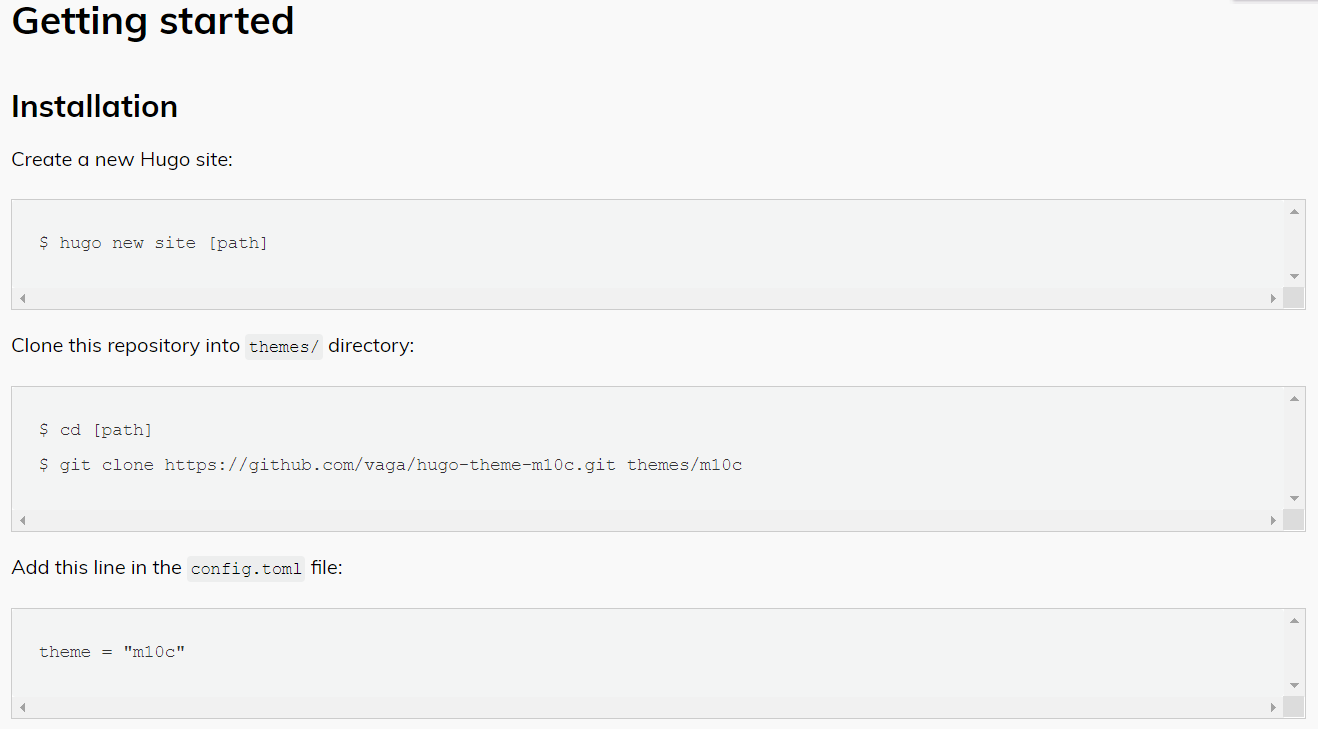 Getting started
Installation
Create a new Hugo site:
$ hugo new site [path]
Clone this repository into themes/ directory:
$ cd [path]
$ git clone https://github.com/vaga/hugo-theme-m10c.git themes/m10c
Add this line in the config.toml file:
theme = "m10c"